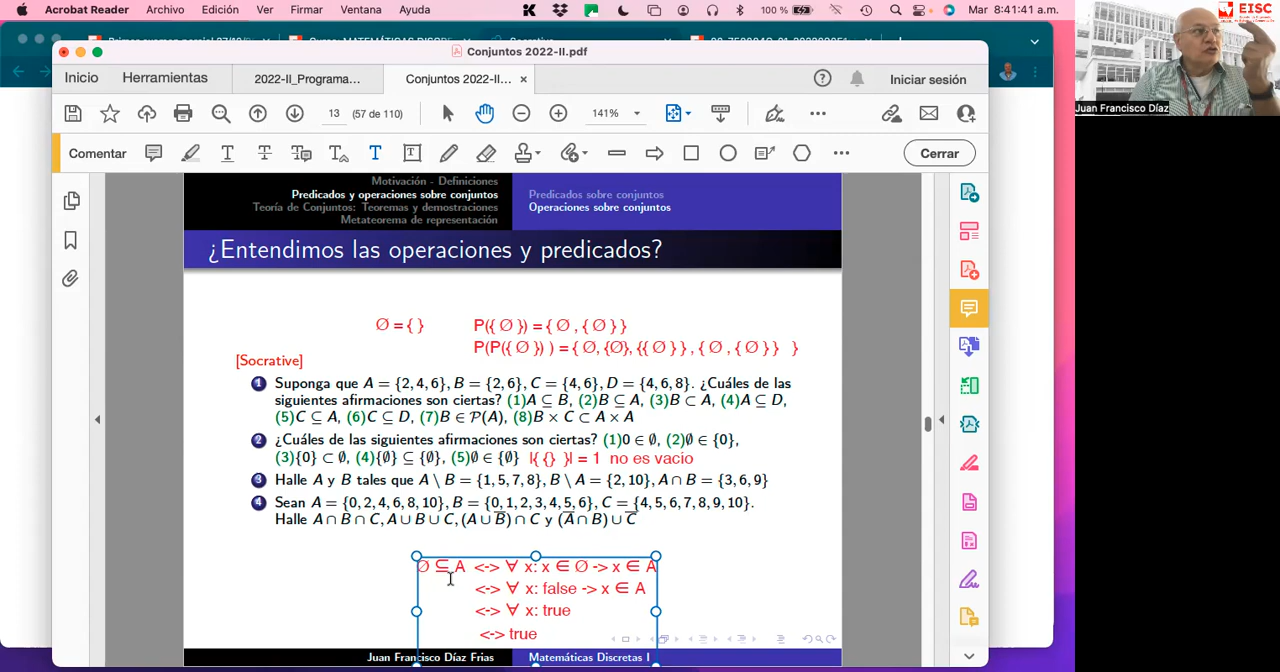 Acrobat Reader Archivo Edición Ver Firmar Ventana Ayuda 100 % Mar 8:41:41 a.m.
EISC
Conjuntos 2022-II.pdf
Inicio Herramientas 2022-II_Programa... Conjuntos 2022-II... × Iniciar sesión
Juan Francisco Díaz
13 (57 de 110) 141%
Comentar Cerrar
Motivación - Definiciones
Predicados y operaciones sobre conjuntos
Teoría de Conjuntos: Teoremas y demostraciones
Metateorema de representación
Predicados sobre conjuntos
Operaciones sobre conjuntos
¿Entendimos las operaciones y predicados?
Ø = { } P({ Ø }) = { Ø , { Ø } }
P(P({ Ø }) ) = { Ø, {Ø}, {{ Ø } } , { Ø , { Ø } } }
[Socrative]
1 Suponga que A = {2, 4, 6}, B = {2, 6}, C = {4, 6}, D = {4, 6, 8}. ¿Cuáles de las
siguientes afirmaciones son ciertas? (1)A ⊆ B, (2)B ⊆ A, (3)B ⊂ A, (4)A ⊆ D,
(5)C ⊆ A, (6)C ⊆ D, (7)B ∈ P(A), (8)B × C ⊂ A × A
2 ¿Cuáles de las siguientes afirmaciones son ciertas? (1)0 ∈ ∅, (2)∅ ∈ {0},
(3){0} ⊂ ∅, (4){∅} ⊆ {∅}, (5)∅ ∈ {∅} |{ {} }| = 1 no es vacio
3 Halle A y B tales que A \ B = {1, 5, 7, 8}, B \ A = {2, 10}, A ∩ B = {3, 6, 9}
4 Sean A = {0, 2, 4, 6, 8, 10}, B = {0, 1, 2, 3, 4, 5, 6}, C = {4, 5, 6, 7, 8, 9, 10}.
Halle A ∩ B ∩ C, A ∪ B ∪ C, (A ∪ B̅) ∩ C y (A̅ ∩ B) ∪ C̅
Ø ⊆ A <-> ∀ x: x ∈ Ø -> x ∈ A
<-> ∀ x: false -> x ∈ A
<-> ∀ x: true
<-> true
Juan Francisco Díaz Frias Matemáticas Discretas I